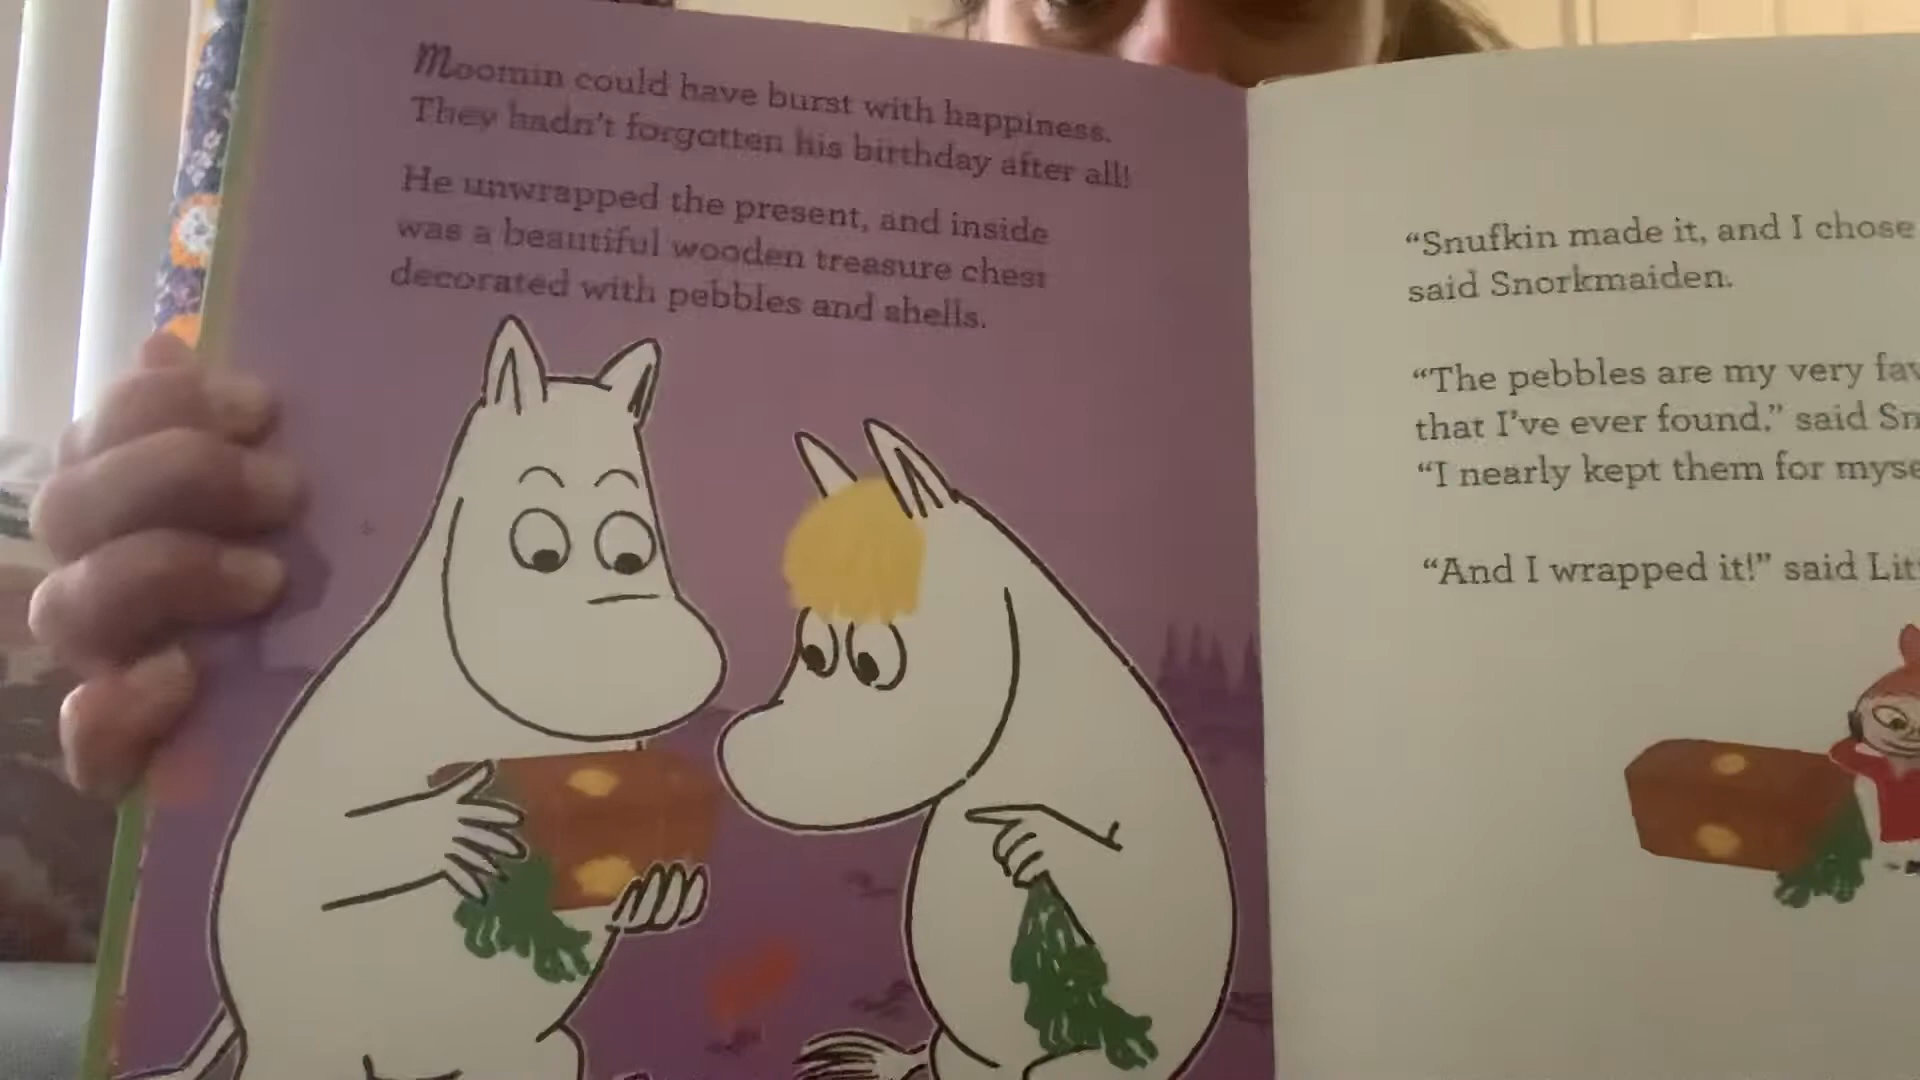 Moomin could have burst with happiness.
They hadn't forgotten his birthday after all!
He unwrapped the present, and inside
was a beautiful wooden treasure chest
decorated with pebbles and shells.
“Snufkin made it, and I chose
said Snorkmaiden.
“The pebbles are my very
that I've ever found,” said
“I nearly kept them for
“And I wrapped it!” said